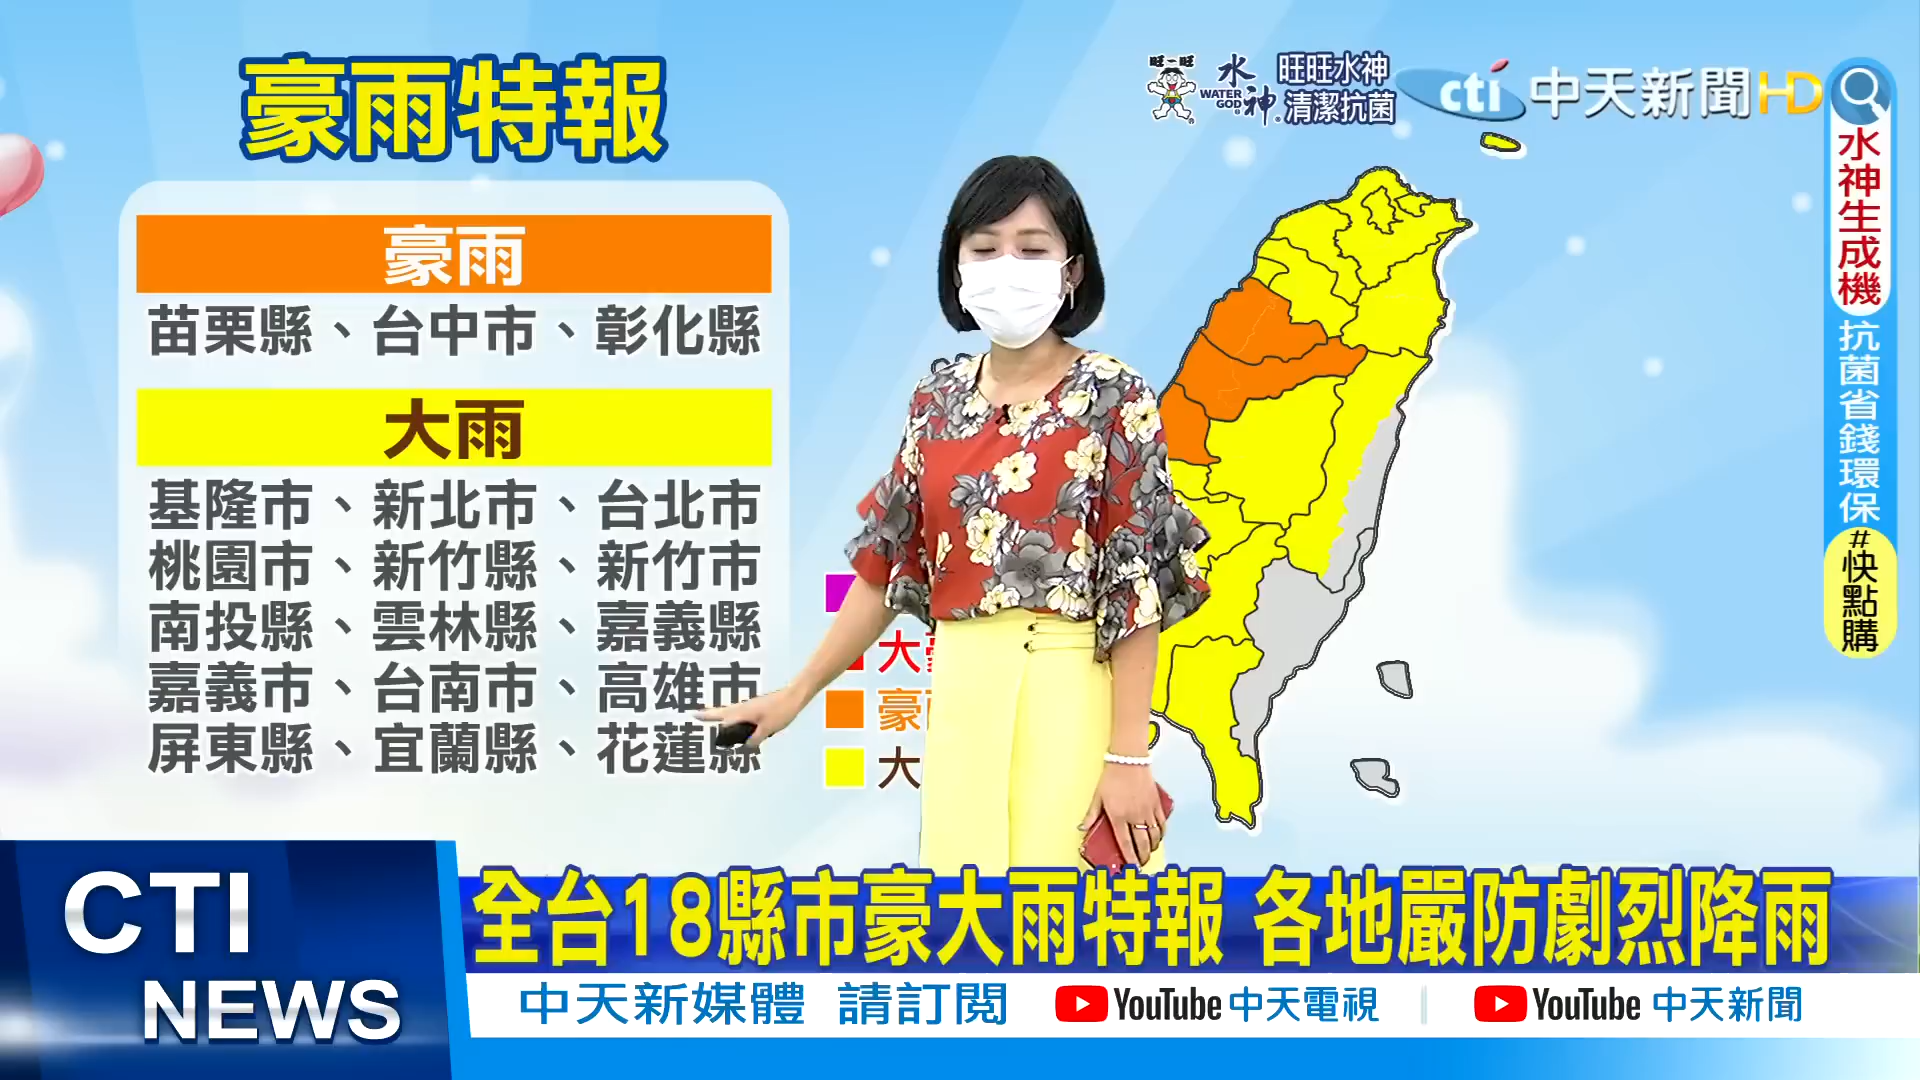 豪雨特報
豪雨
苗栗縣、台中市、彰化縣
大雨
基隆市、新北市、台北市
桃園市、新竹縣、新竹市
南投縣、雲林縣、嘉義縣
嘉義市、台南市、高雄市
屏東縣、宜蘭縣、花蓮縣
大豪
豪雨
大
旺一旺
水神
WATER GOD
旺旺水神
清潔抗菌
cti 中天新聞HD
水神生成機
抗菌省錢環保
#快點購
CTI
NEWS
全台18縣市豪大雨特報 各地嚴防劇烈降雨
中天新媒體 請訂閱 YouTube 中天電視 | YouTube 中天新聞